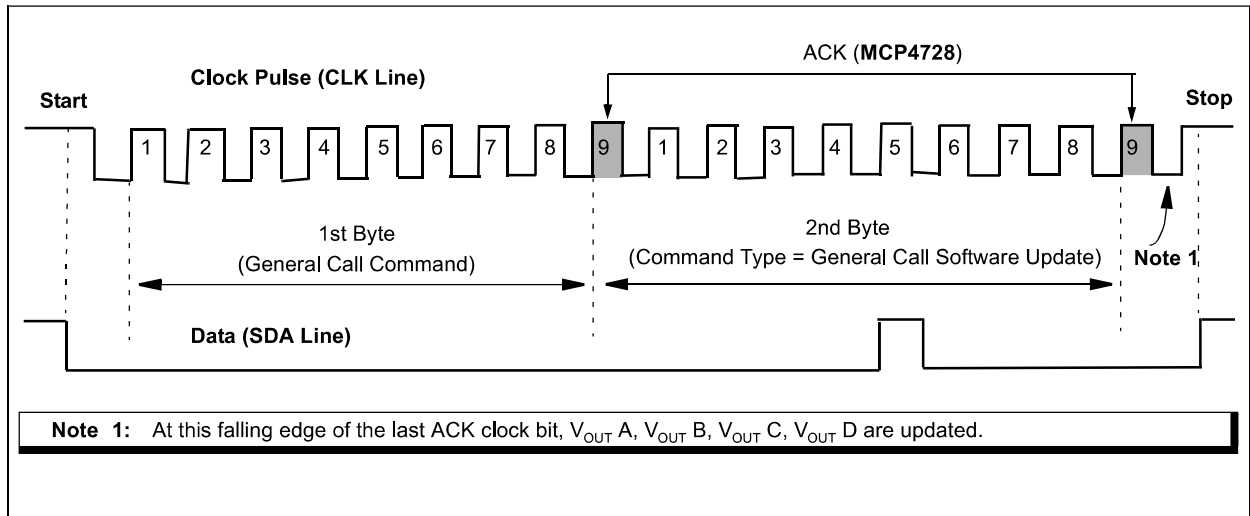 ACK (MCP4728)
Clock Pulse (CLK Line)
Start
Stop
1 2 3 4 5 6 7 8 9 1 2 3 4 5 6 7 8 9
1st Byte
(General Call Command)
2nd Byte
(Command Type = General Call Software Update)
Note 1
Data (SDA Line)
Note 1: At this falling edge of the last ACK clock bit, VOUT A, VOUT B, VOUT C, VOUT D are updated.